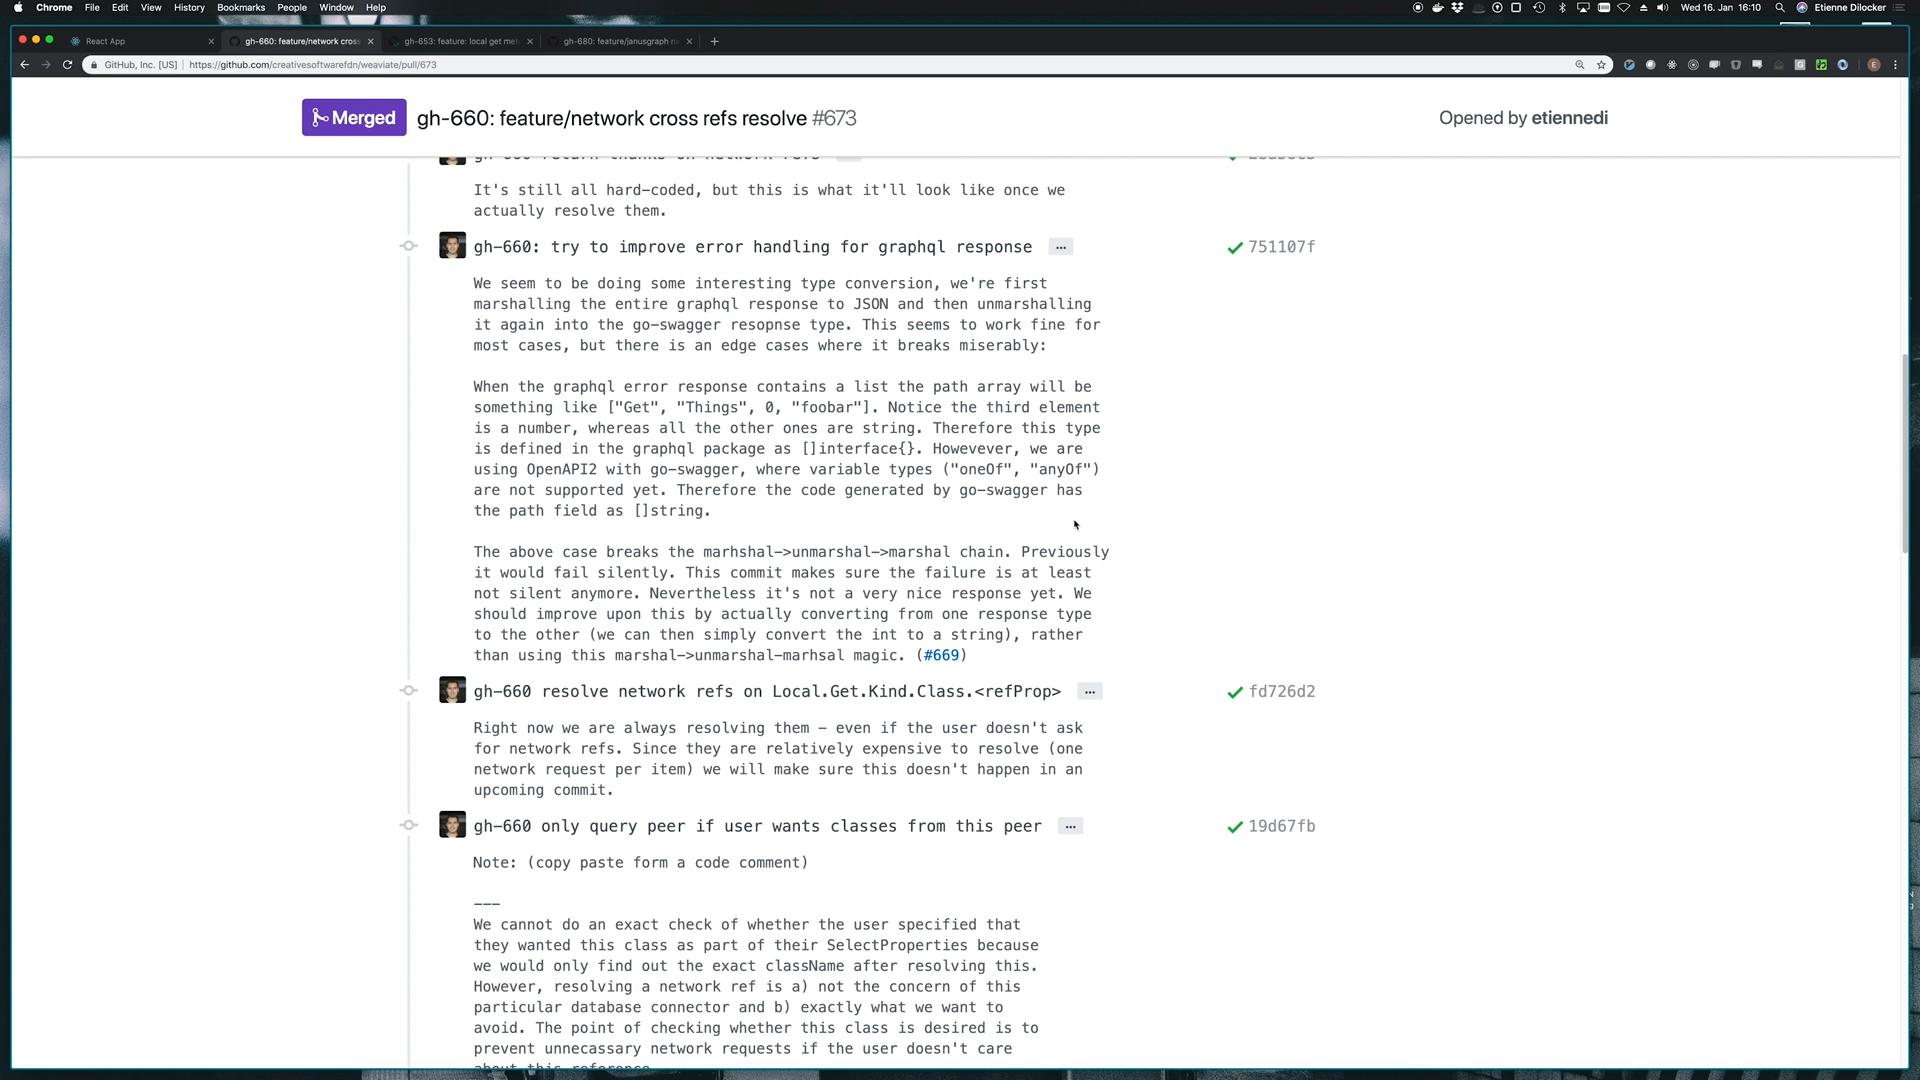 Chrome File Edit View History Bookmarks People Window Help Wed 16. Jan 16:10 Etienne Dilocker
React App gh-660: feature/network cross gh-653: feature: local get met gh-680: feature/janusgraph n
GitHub, Inc. [US] https://github.com/creativesoftwarefdn/weaviate/pull/673
Merged gh-660: feature/network cross refs resolve #673 Opened by etiennedi
It's still all hard-coded, but this is what it'll look like once we
actually resolve them.
gh-660: try to improve error handling for graphql response … 751107f
We seem to be doing some interesting type conversion, we're first
marshalling the entire graphql response to JSON and then unmarshalling
it again into the go-swagger resopnse type. This seems to work fine for
most cases, but there is an edge cases where it breaks miserably:
When the graphql error response contains a list the path array will be
something like ["Get", "Things", 0, "foobar"]. Notice the third element
is a number, whereas all the other ones are string. Therefore this type
is defined in the graphql package as []interface{}. Howevever, we are
using OpenAPI2 with go-swagger, where variable types ("oneOf", "anyOf")
are not supported yet. Therefore the code generated by go-swagger has
the path field as []string.
The above case breaks the marhshal->unmarshal->marshal chain. Previously
it would fail silently. This commit makes sure the failure is at least
not silent anymore. Nevertheless it's not a very nice response yet. We
should improve upon this by actually converting from one response type
to the other (we can then simply convert the int to a string), rather
than using this marshal->unmarshal-marhsal magic. (#669)
gh-660 resolve network refs on Local.Get.Kind.Class.<refProp> … fd726d2
Right now we are always resolving them – even if the user doesn't ask
for network refs. Since they are relatively expensive to resolve (one
network request per item) we will make sure this doesn't happen in an
upcoming commit.
gh-660 only query peer if user wants classes from this peer … 19d67fb
Note: (copy paste form a code comment)
———
We cannot do an exact check of whether the user specified that
they wanted this class as part of their SelectProperties because
we would only find out the exact className after resolving this.
However, resolving a network ref is a) not the concern of this
particular database connector and b) exactly what we want to
avoid. The point of checking whether this class is desired is to
prevent unnecassary network requests if the user doesn't care